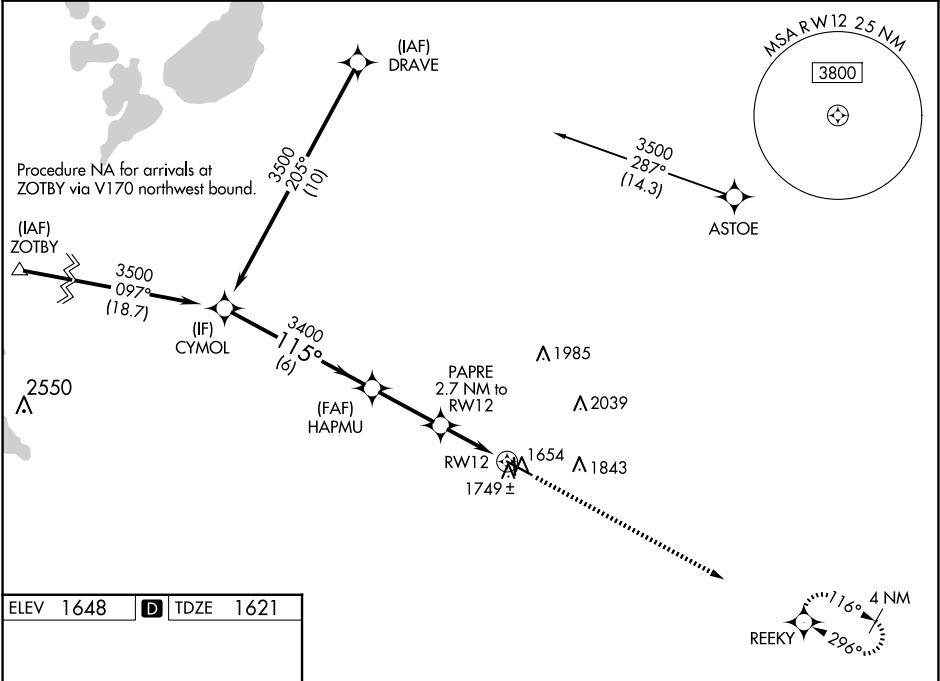 (IAF)
DRAVE
MSA RW12 25 NM
3800
3500
205°
(10)
3500
287°
(14.3)
ASTOE
Procedure NA for arrivals at
ZOTBY via V170 northwest bound.
(IAF)
ZOTBY
3500
097°
(18.7)
(IF)
CYMOL
3400
115°
(6)
(FAF)
HAPMU
PAPRE
2.7 NM to
RW12
1985
2039
2550
RW12
1654
1749 ±
1843
ELEV 1648 D TDZE 1621
REEKY
116°
4 NM
296°